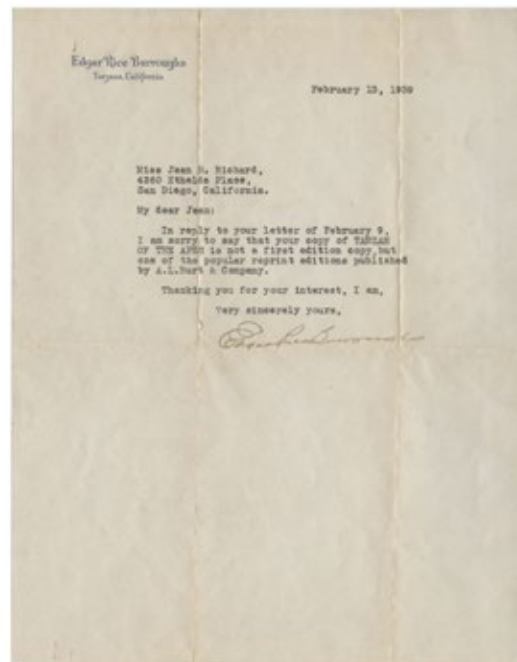 Edgar Rice Burroughs
Tarzana, California
February 13, 1939
Miss Jean R. Richard,
Place,
San Diego, California.
My dear Jean:
In reply to your letter of February 9,
I am sorry to say that your copy of TARZAN
OF THE APES is not a first edition copy, but
one of the popular reprint editions published
by A.L.Burt & Company.
Thanking you for your interest, I am,
Very sincerely yours,
Edgar Rice Burroughs